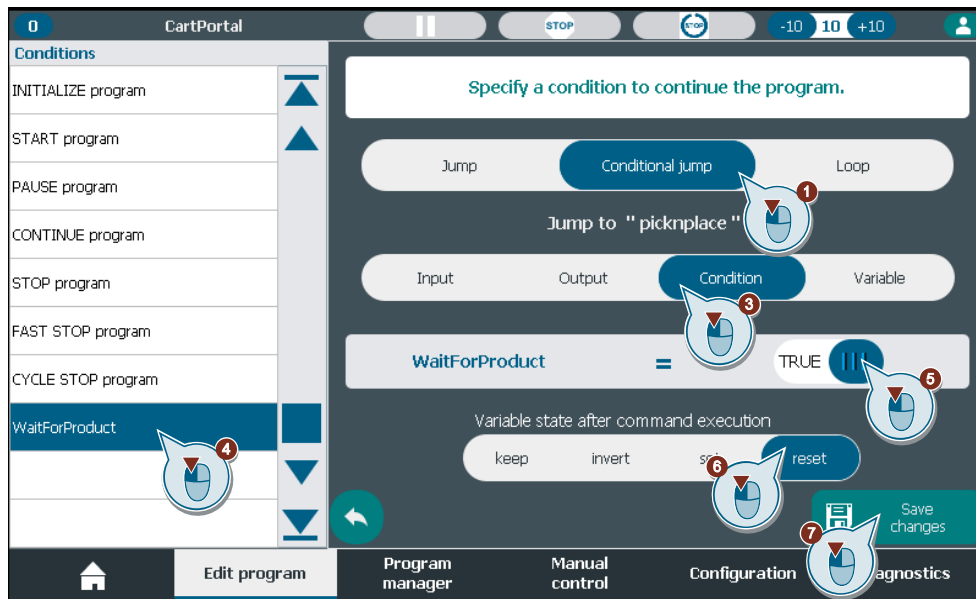 0 CartPortal STOP STOP -10 10 +10
Conditions
INITIALIZE program
START program
PAUSE program
CONTINUE program
STOP program
FAST STOP program
CYCLE STOP program
WaitForProduct
4
Specify a condition to continue the program.
Jump Conditional jump Loop
1
Jump to "picknplace"
Input Output Condition Variable
3
WaitForProduct = TRUE
5
Variable state after command execution
keep invert reset
6
Save
changes
7
Edit program
Program
manager
Manual
control
Configuration
agnostics